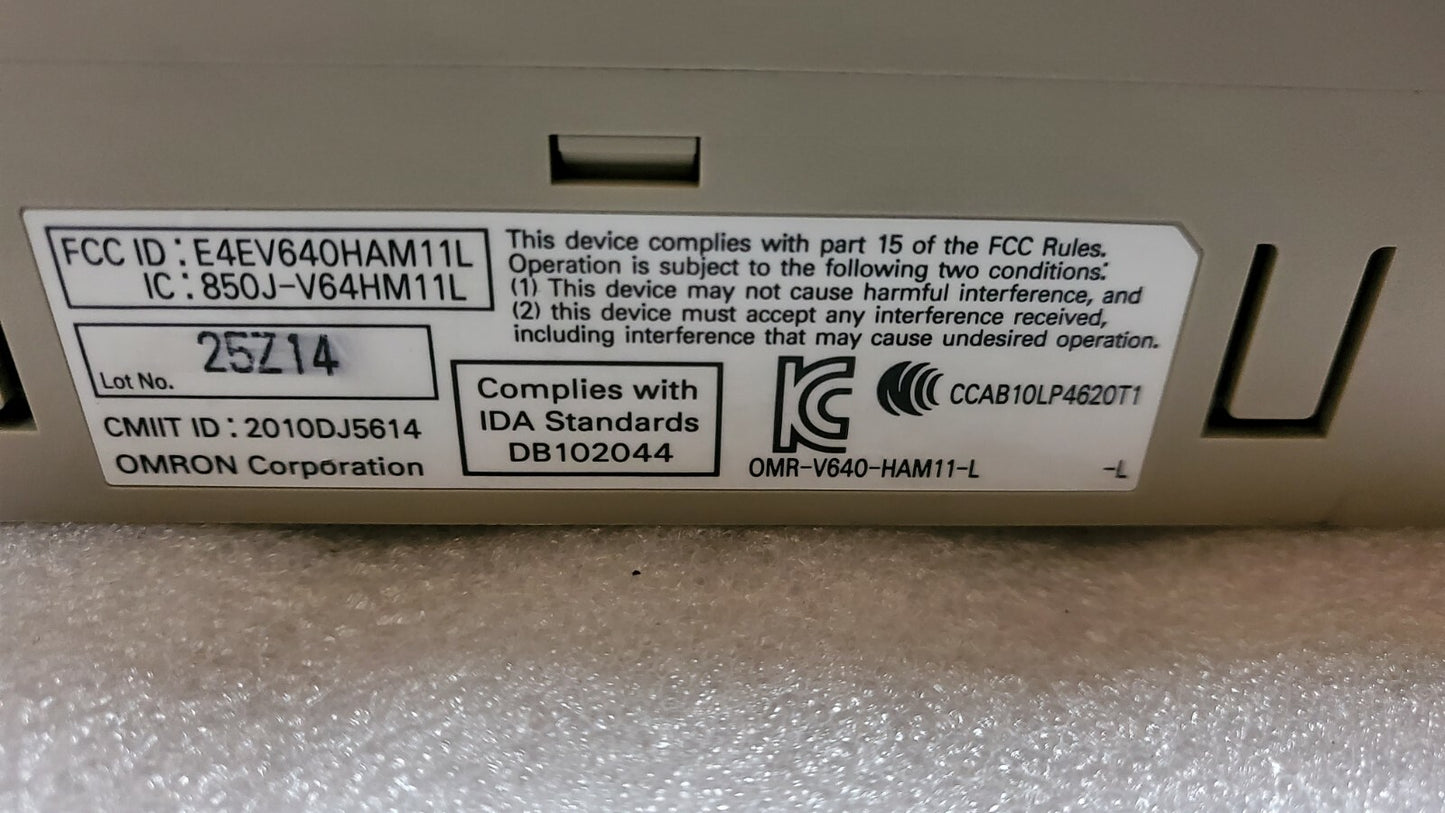 FCC ID : E4EV640HAM11L
IC : 850J-V64HM11L
This device complies with part 15 of the FCC Rules.
Operation is subject to the following two conditions:
(1) This device may not cause harmful interference, and
(2) this device must accept any interference received,
including interference that may cause undesired operation.
25Z14
Lot No.
CMIIT ID : 2010DJ5614
OMRON Corporation
Complies with
IDA Standards
DB102044
CCAB10LP4620T1
OMR-V640-HAM11-L
-L